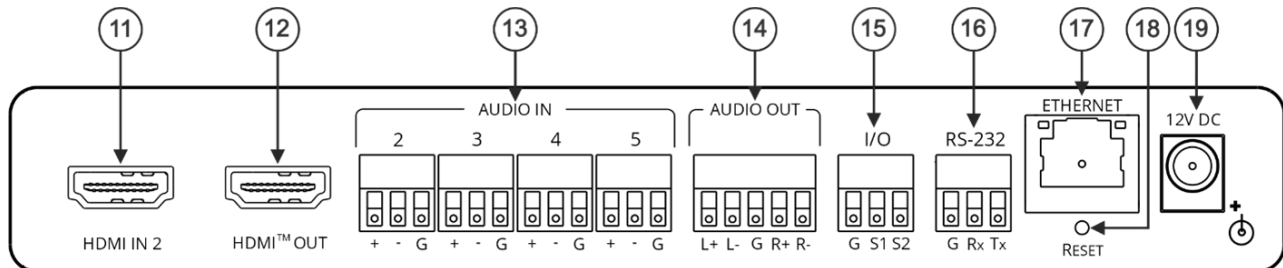 11 12 13 14 15 16 17 18 19
AUDIO IN AUDIO OUT ETHERNET
2 3 4 5 I/O RS-232 12V DC
+ - G + - G + - G + - G L+ L- G R+ R- G S1 S2 G Rx Tx +
HDMI IN 2 HDMI™ OUT RESET